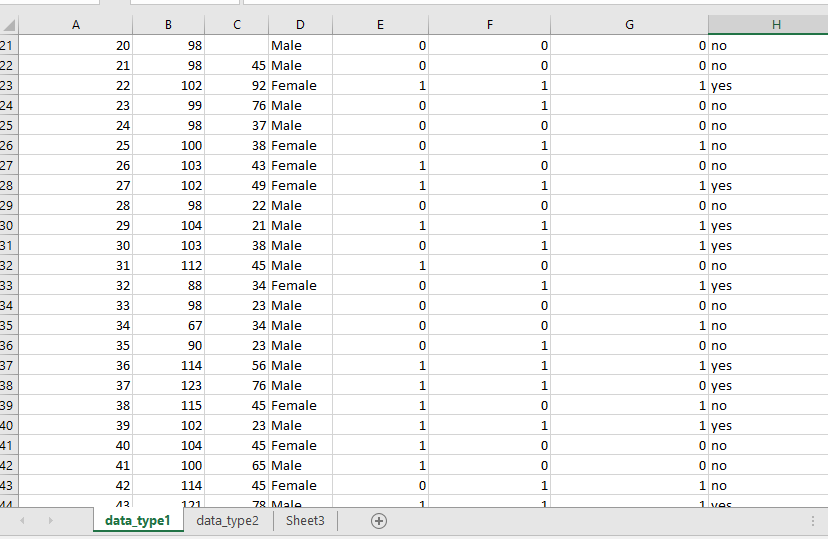 A B C D E F G H
21 20 98 Male 0 0 0 no
22 21 98 45 Male 0 0 0 no
23 22 102 92 Female 1 1 1 yes
24 23 99 76 Male 0 1 0 no
25 24 98 37 Male 0 0 0 no
26 25 100 38 Female 0 1 1 no
27 26 103 43 Female 1 0 0 no
28 27 102 49 Female 1 1 1 yes
29 28 98 22 Male 0 0 0 no
30 29 104 21 Male 1 1 1 yes
31 30 103 38 Male 0 1 1 yes
32 31 112 45 Male 1 0 0 no
33 32 88 34 Female 0 1 1 yes
34 33 98 23 Male 0 0 0 no
35 34 67 34 Male 0 0 1 no
36 35 90 23 Male 0 1 0 no
37 36 114 56 Male 1 1 1 yes
38 37 123 76 Male 1 1 0 yes
39 38 115 45 Female 1 0 1 no
40 39 102 23 Male 1 1 1 yes
41 40 104 45 Female 1 0 0 no
42 41 100 65 Male 1 0 0 no
43 42 114 45 Female 0 1 1 no
44 43 121 78 Male 1 1 1 yes
data_type1 data_type2 Sheet3